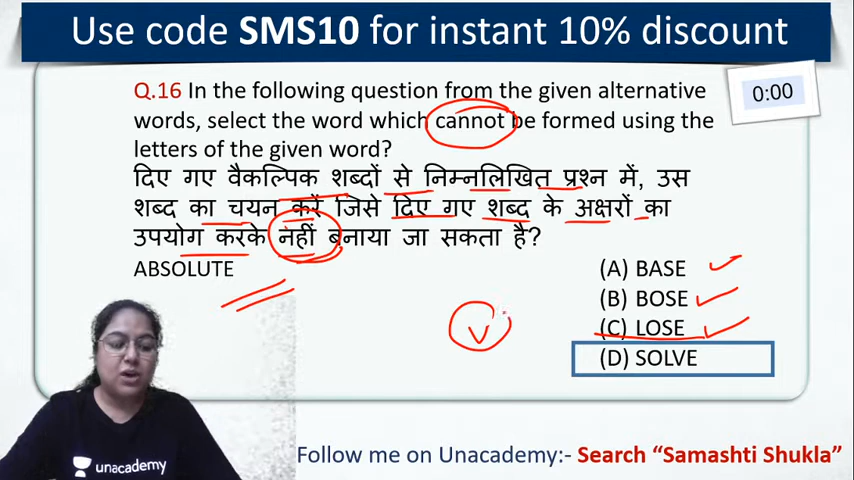 Use code SMS10 for instant 10% discount
0:00
Q.16 In the following question from the given alternative
words, select the word which cannot be formed using the
letters of the given word?
दिए गए वैकल्पिक शब्दों से निम्नलिखित प्रश्न में, उस
शब्द का चयन करें जिसे दिए गए शब्द के अक्षरों का
उपयोग करके नहीं बनाया जा सकता है?
ABSOLUTE
(A) BASE
(B) BOSE
(C) LOSE
(D) SOLVE
V
unacademy
Follow me on Unacademy:- Search “Samashti Shukla”